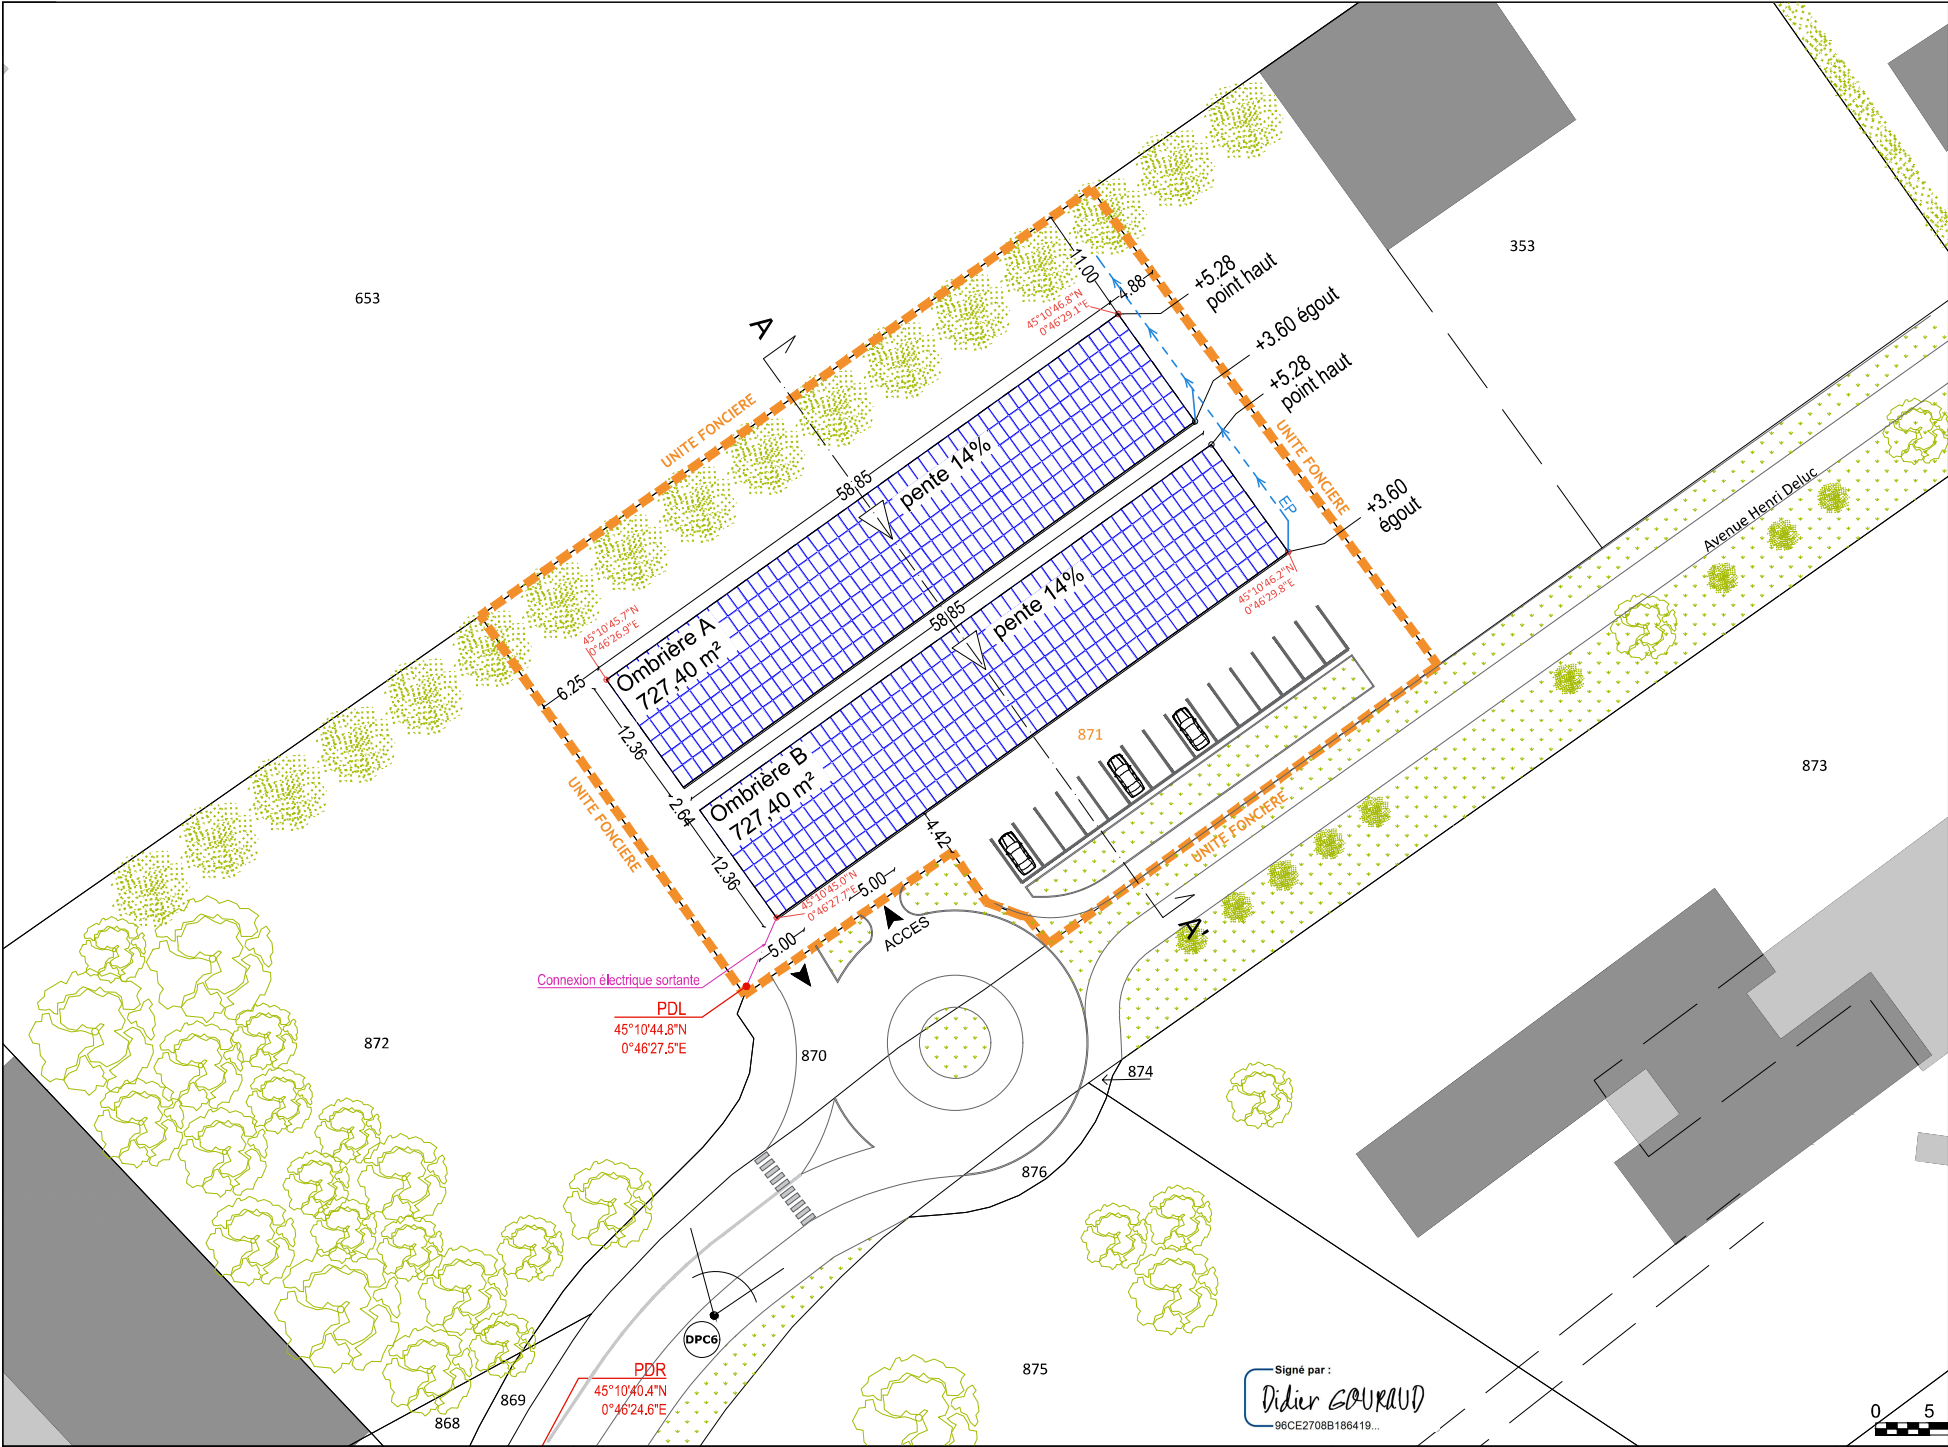 653
353
A
11.00
4.88
+5.28
point haut
45°10'46.8"N
0°46'29.1"E
+3.60 égout
+5.28
point haut
UNITE FONCIERE
58.85
pente 14%
UNITE FONCIERE
EP
+3.60
égout
Avenue Henri Deluc
45°10'46.2"N
0°46'29.8"E
58.85
pente 14%
45°10'45.7"N
0°46'26.9"E
Ombrière A
727,40 m²
6.25
12.36
2.64
Ombrière B
727,40 m²
871
873
UNITE FONCIERE
12.36
4.42
UNITE FONCIERE
45°10'45.0"N
0°46'27.7"E
5.00
5.00
ACCES
A
Connexion électrique sortante
PDL
45°10'44.8"N
0°46'27.5"E
872
870
874
876
DPC6
PDR
45°10'40.4"N
0°46'24.6"E
875
869
868
Signé par :
Didier GOURAUD
96CE2708B186419...
0 5